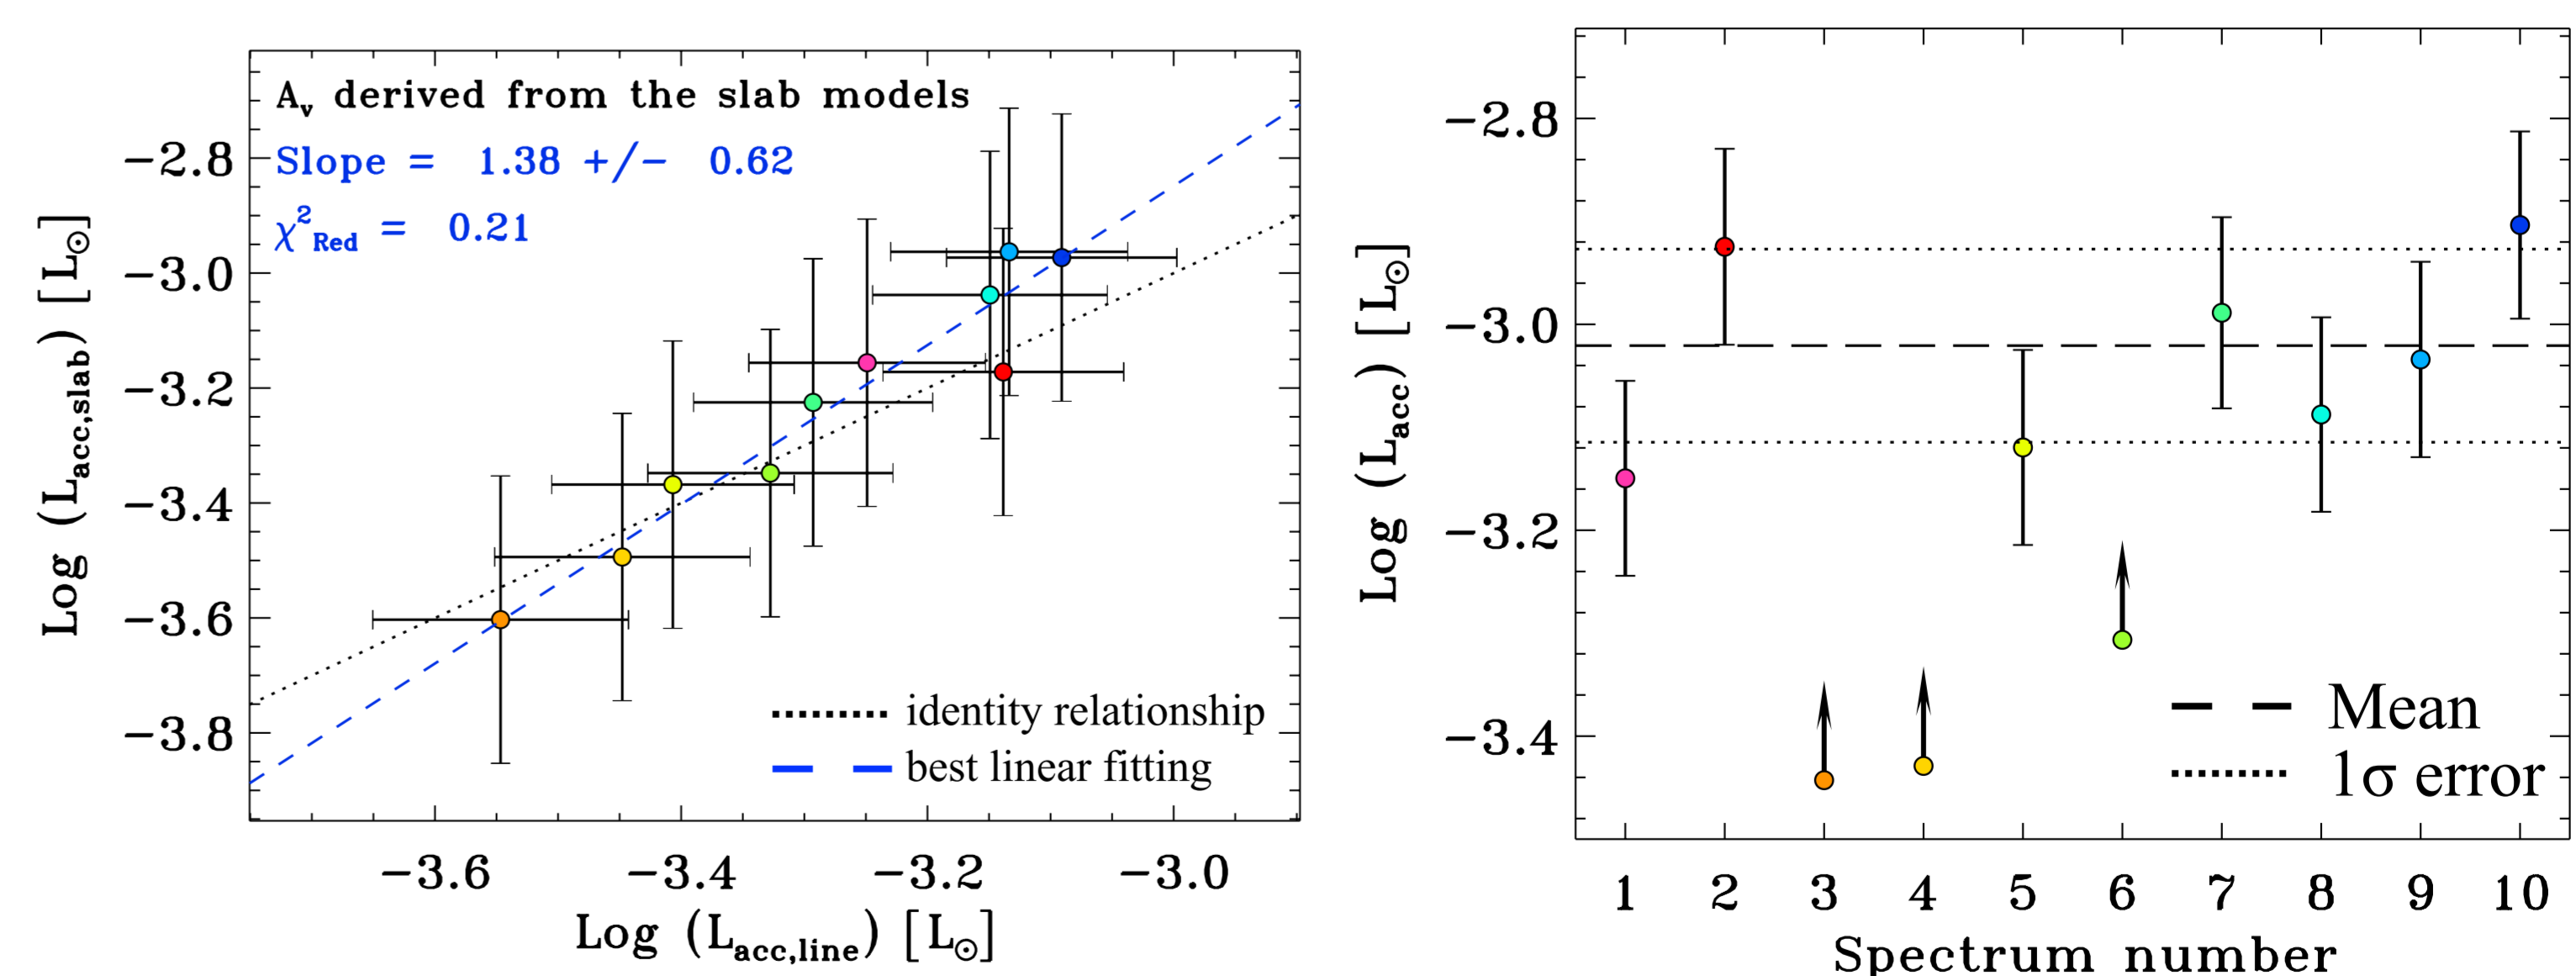 A_v derived from the slab models
Slope = 1.38 +/- 0.62
χ²_Red = 0.21
−2.8
−3.0
−3.2
−3.4
−3.6
−3.8
Log (L_acc,slab) [L_⊙]
identity relationship
best linear fitting
−3.6 −3.4 −3.2 −3.0
Log (L_acc,line) [L_⊙]
−2.8
−3.0
−3.2
−3.4
Log (L_acc) [L_⊙]
Mean
1σ error
1 2 3 4 5 6 7 8 9 10
Spectrum number